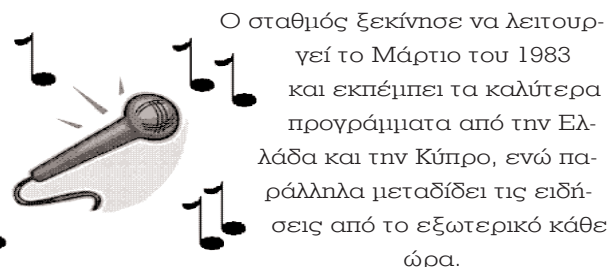 Ο σταθμός ξεκίνησε να λειτουρ-
γεί το Μάρτιο του 1983
και εκπέμπει τα καλύτερα
προγράμματα από την Ελ-
λάδα και την Κύπρο, ενώ πα-
ράλληλα μεταδίδει τις ειδή-
σεις από το εξωτερικό κάθε
ώρα.